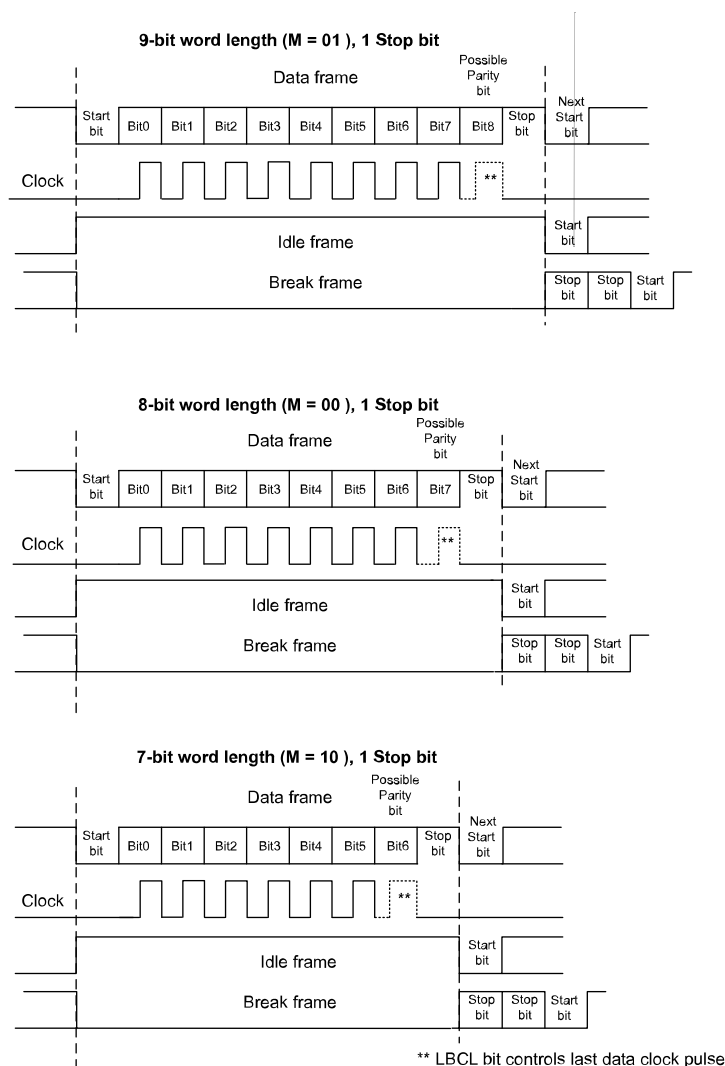 9-bit word length (M = 01 ), 1 Stop bit
Data frame
Possible
Parity
bit
Start
bit
Bit0 Bit1 Bit2 Bit3 Bit4 Bit5 Bit6 Bit7 Bit8
Stop
bit
Next
Start
bit
Clock
**
Idle frame
Start
bit
Break frame
Stop
bit
Stop
bit
Start
bit
8-bit word length (M = 00 ), 1 Stop bit
Data frame
Possible
Parity
bit
Start
bit
Bit0 Bit1 Bit2 Bit3 Bit4 Bit5 Bit6 Bit7
Stop
bit
Next
Start
bit
Clock
**
Idle frame
Start
bit
Break frame
Stop
bit
Stop
bit
Start
bit
7-bit word length (M = 10 ), 1 Stop bit
Data frame
Possible
Parity
bit
Start
bit
Bit0 Bit1 Bit2 Bit3 Bit4 Bit5 Bit6
Stop
bit
Next
Start
bit
Clock
**
Idle frame
Start
bit
Break frame
Stop
bit
Stop
bit
Start
bit
** LBCL bit controls last data clock pulse